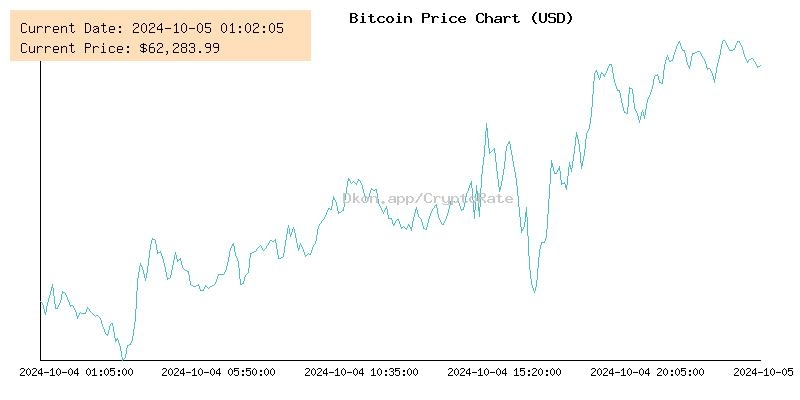 Bitcoin Price Chart (USD)
Current Date: 2024-10-05 01:02:05
Current Price: $62,283.99
Dkon.app/CryptoRate
2024-10-04 01:05:00 2024-10-04 05:50:00 2024-10-04 10:35:00 2024-10-04 15:20:00 2024-10-04 20:05:00 2024-10-05